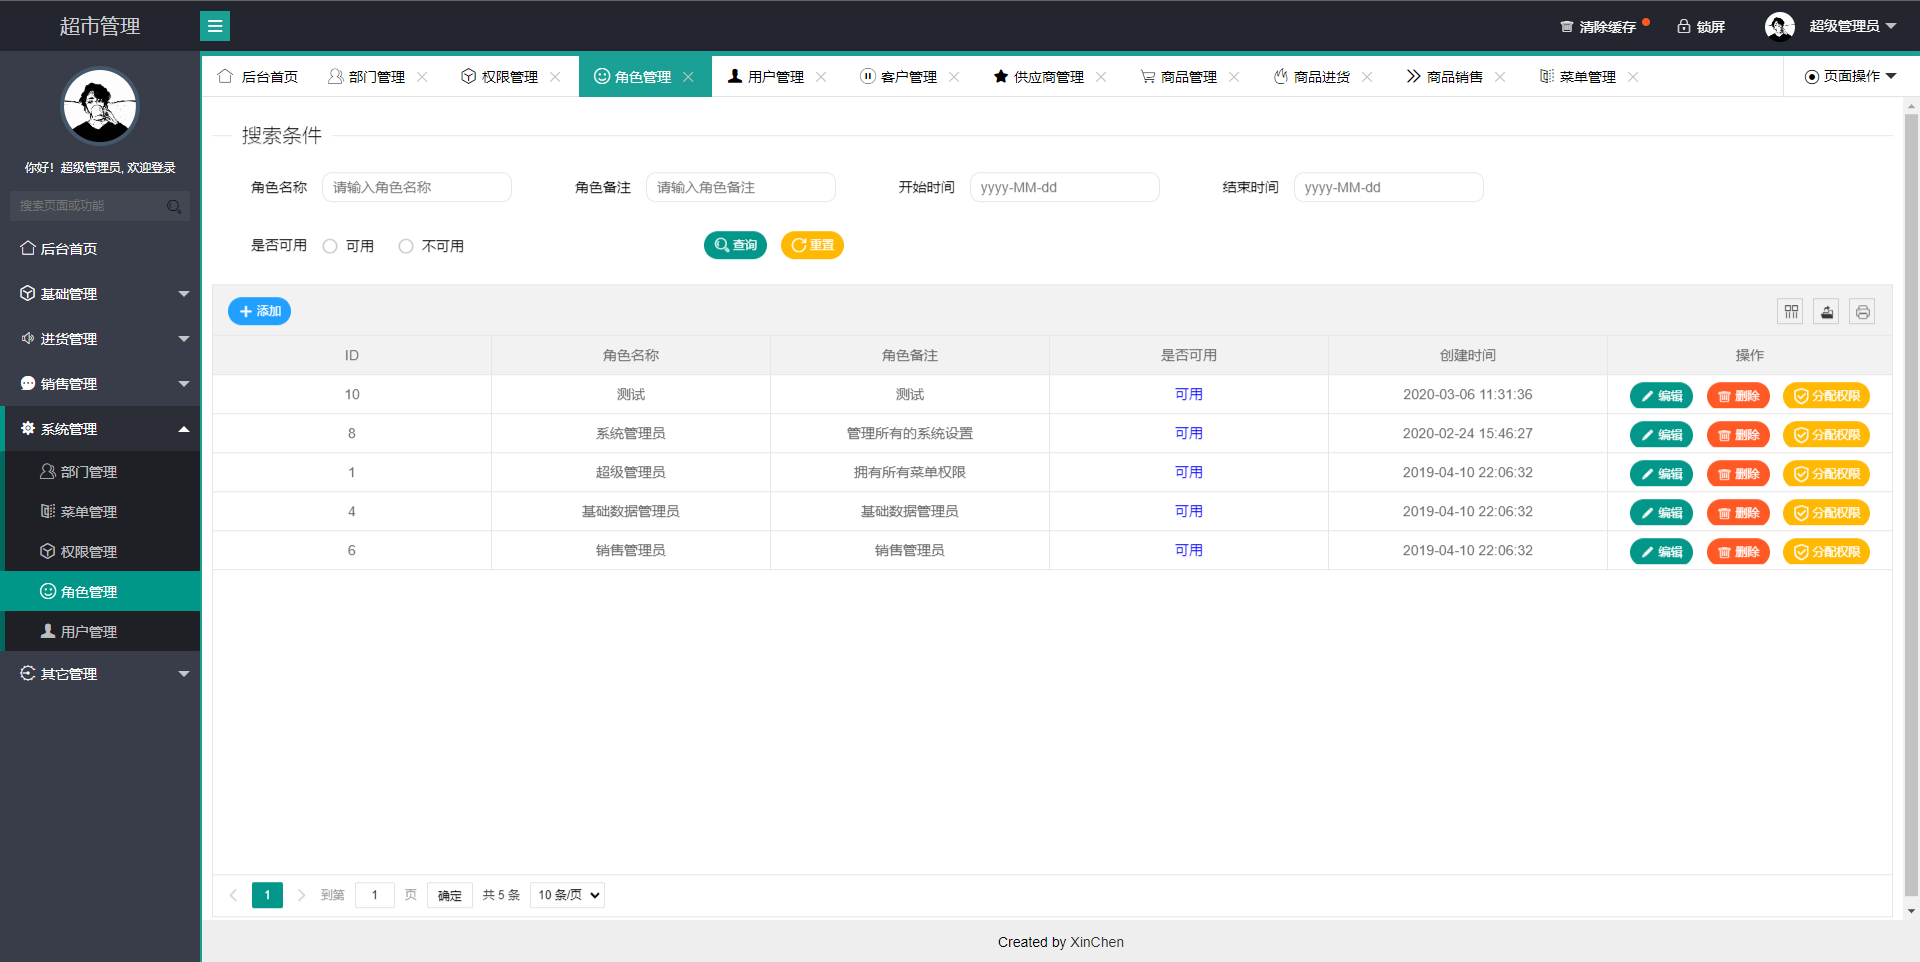 超市管理
清除缓存
锁屏
超级管理员
你好！超级管理员, 欢迎登录
搜索页面或功能
后台首页
基础管理
进货管理
销售管理
系统管理
部门管理
菜单管理
权限管理
角色管理
用户管理
其它管理
后台首页 部门管理 权限管理 角色管理 用户管理 客户管理 供应商管理 商品管理 商品进货 商品销售 菜单管理 页面操作
搜索条件
角色名称 请输入角色名称 角色备注 请输入角色备注 开始时间 yyyy-MM-dd 结束时间 yyyy-MM-dd
是否可用 可用 不可用 查询 重置
添加
ID 角色名称 角色备注 是否可用 创建时间 操作
10 测试 测试 可用 2020-03-06 11:31:36 编辑 删除 分配权限
8 系统管理员 管理所有的系统设置 可用 2020-02-24 15:46:27 编辑 删除 分配权限
1 超级管理员 拥有所有菜单权限 可用 2019-04-10 22:06:32 编辑 删除 分配权限
4 基础数据管理员 基础数据管理员 可用 2019-04-10 22:06:32 编辑 删除 分配权限
6 销售管理员 销售管理员 可用 2019-04-10 22:06:32 编辑 删除 分配权限
1 到第 1 页 确定 共 5 条 10 条/页
Created by XinChen